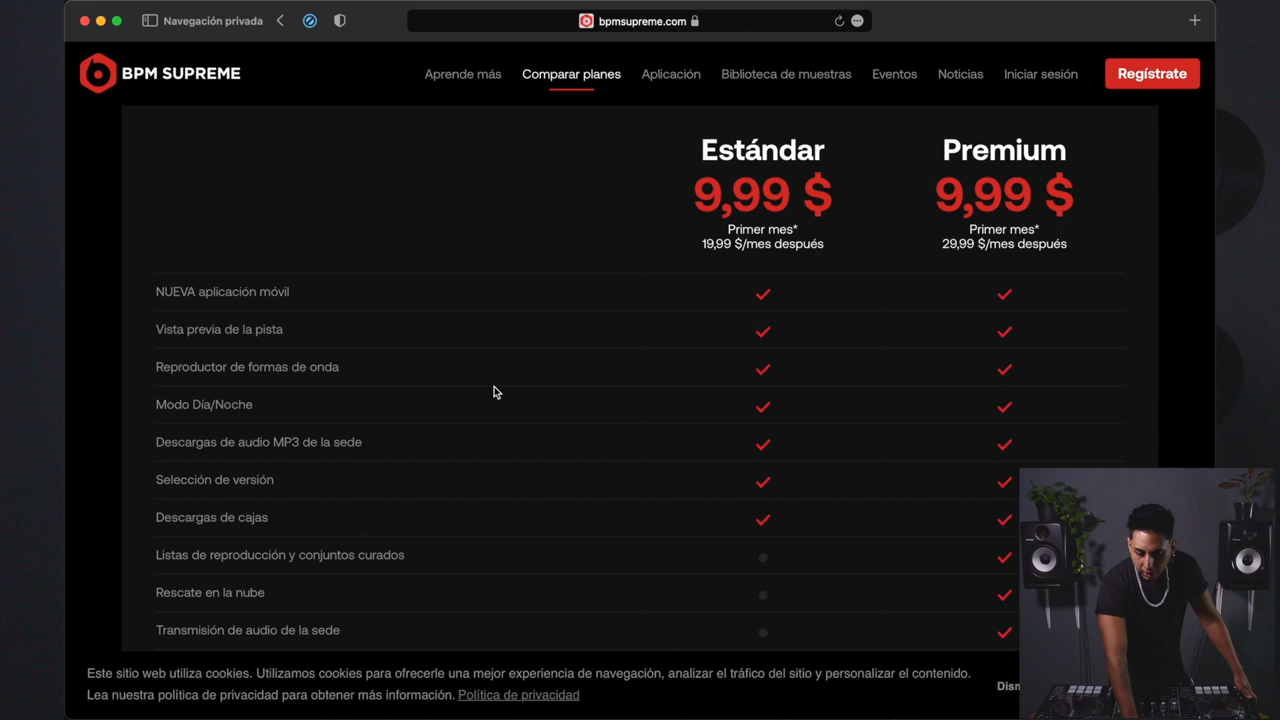 Navegación privada
bpmsupreme.com
BPM SUPREME
Aprende más
Comparar planes
Aplicación
Biblioteca de muestras
Eventos
Noticias
Iniciar sesión
Regístrate
Estándar
Premium
9,99 $
9,99 $
Primer mes*
Primer mes*
19,99 $/mes después
29,99 $/mes después
NUEVA aplicación móvil
Vista previa de la pista
Reproductor de formas de onda
Modo Día/Noche
Descargas de audio MP3 de la sede
Selección de versión
Descargas de cajas
Listas de reproducción y conjuntos curados
Rescate en la nube
Transmisión de audio de la sede
Este sitio web utiliza cookies. Utilizamos cookies para ofrecerle una mejor experiencia de navegación, analizar el tráfico del sitio y personalizar el contenido.
Lea nuestra política de privacidad para obtener más información. Política de privacidad